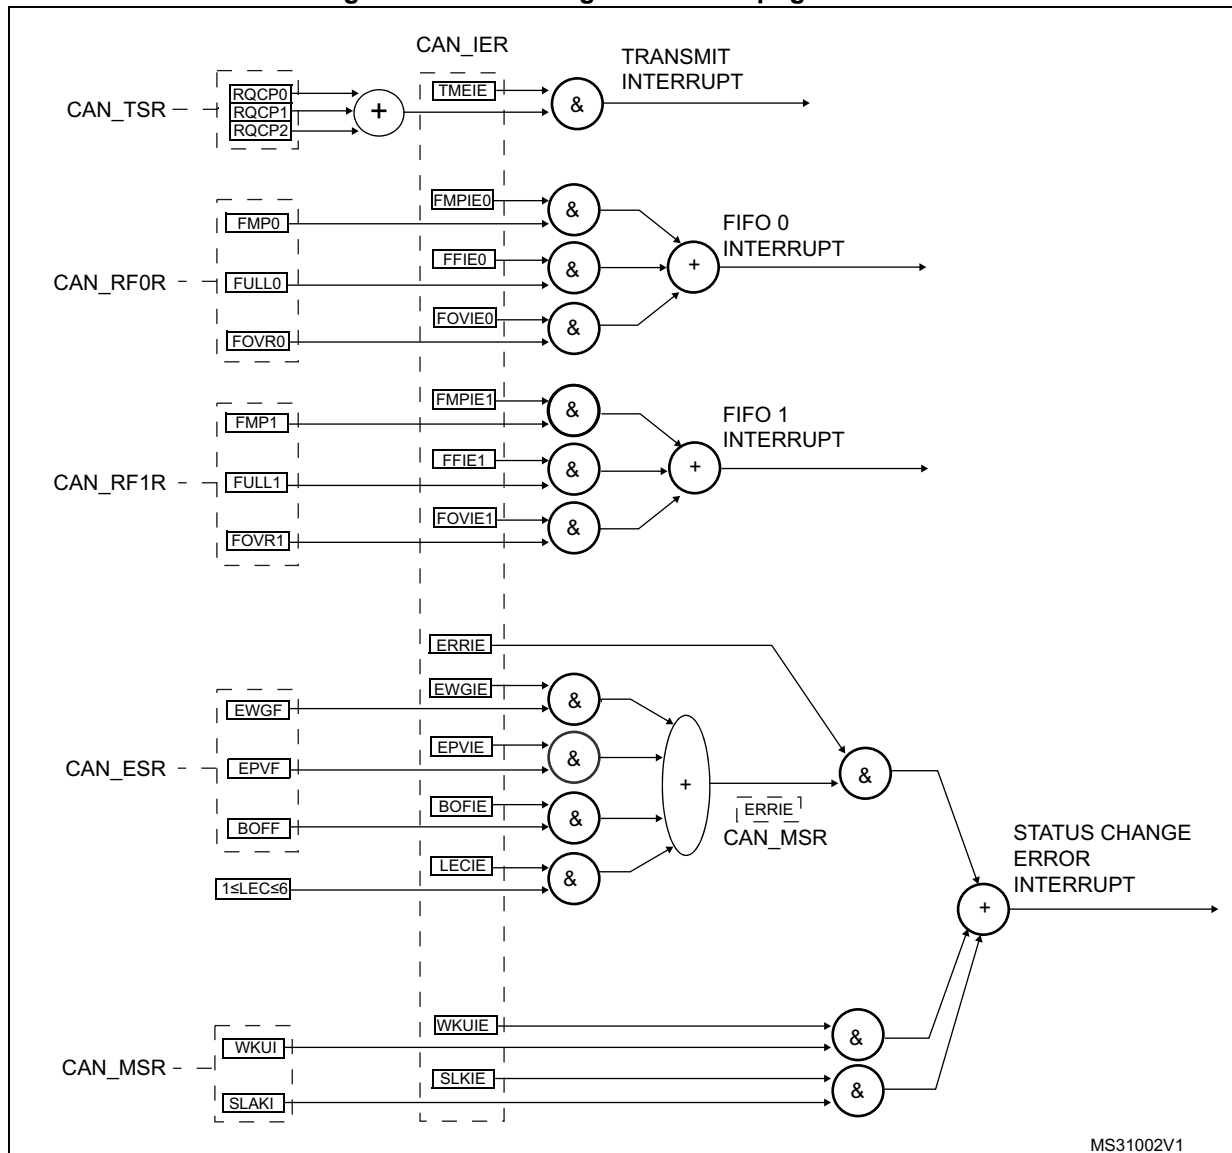 CAN_IER
TRANSMIT
INTERRUPT
CAN_TSR
RQCP0
RQCP1
RQCP2
+
TMEIE
&
CAN_RF0R
FMP0
FULL0
FOVR0
FMPIE0
FFIE0
FOVIE0
&
&
&
+
FIFO 0
INTERRUPT
CAN_RF1R
FMP1
FULL1
FOVR1
FMPIE1
FFIE1
FOVIE1
&
&
&
+
FIFO 1
INTERRUPT
ERRIE
CAN_ESR
EWGF
EPVF
BOFF
1≤LEC≤6
EWGIE
EPVIE
BOFIE
LECIE
&
&
&
&
+
ERRIE
CAN_MSR
&
STATUS CHANGE
ERROR
INTERRUPT
+
CAN_MSR
WKUI
SLAKI
WKUIE
SLKIE
&
&
MS31002V1